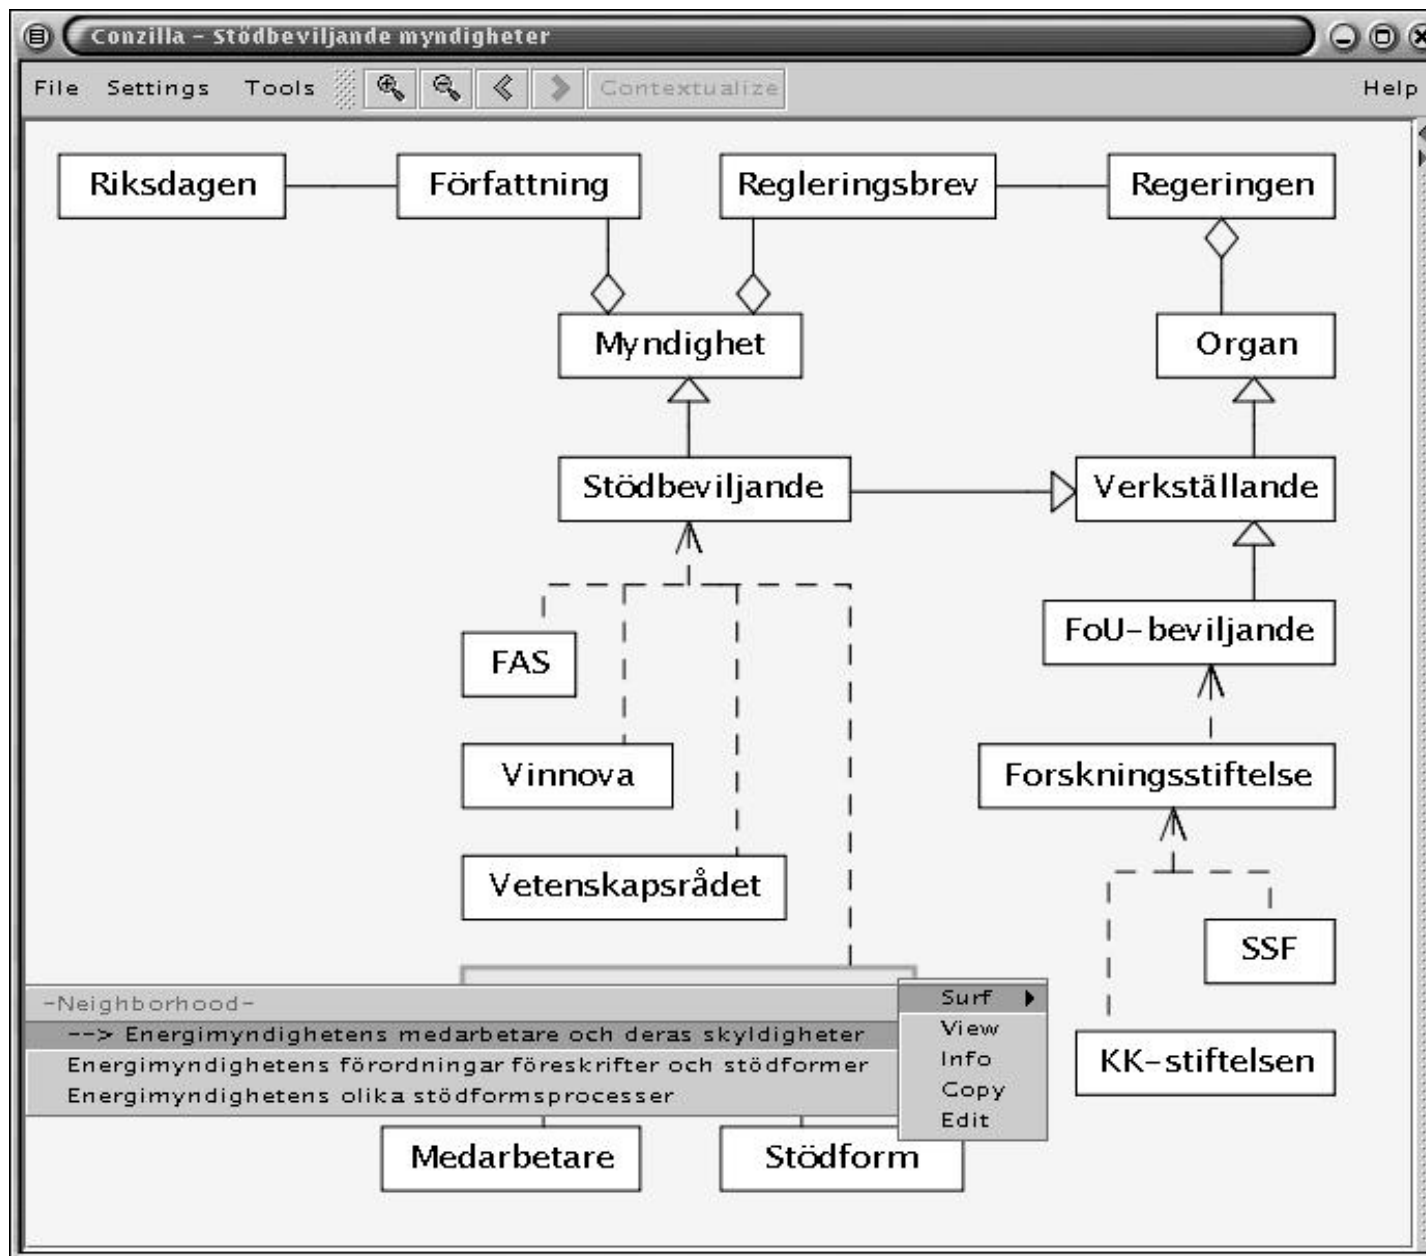 Conzilla - Stödbeviljande myndigheter
File Settings Tools Contextualize Help
Riksdagen Författning Regleringsbrev Regeringen
Myndighet Organ
Stödbeviljande Verkställande
FoU-beviljande
FAS
Vinnova Forskningsstiftelse
Vetenskapsrådet
SSF
-Neighborhood- Surf
--> Energimyndighetens medarbetare och deras skyldigheter View
Energimyndighetens förordningar föreskrifter och stödformer Info
KK-stiftelsen
Energimyndighetens olika stödformsprocesser Copy
Edit
Medarbetare Stödform